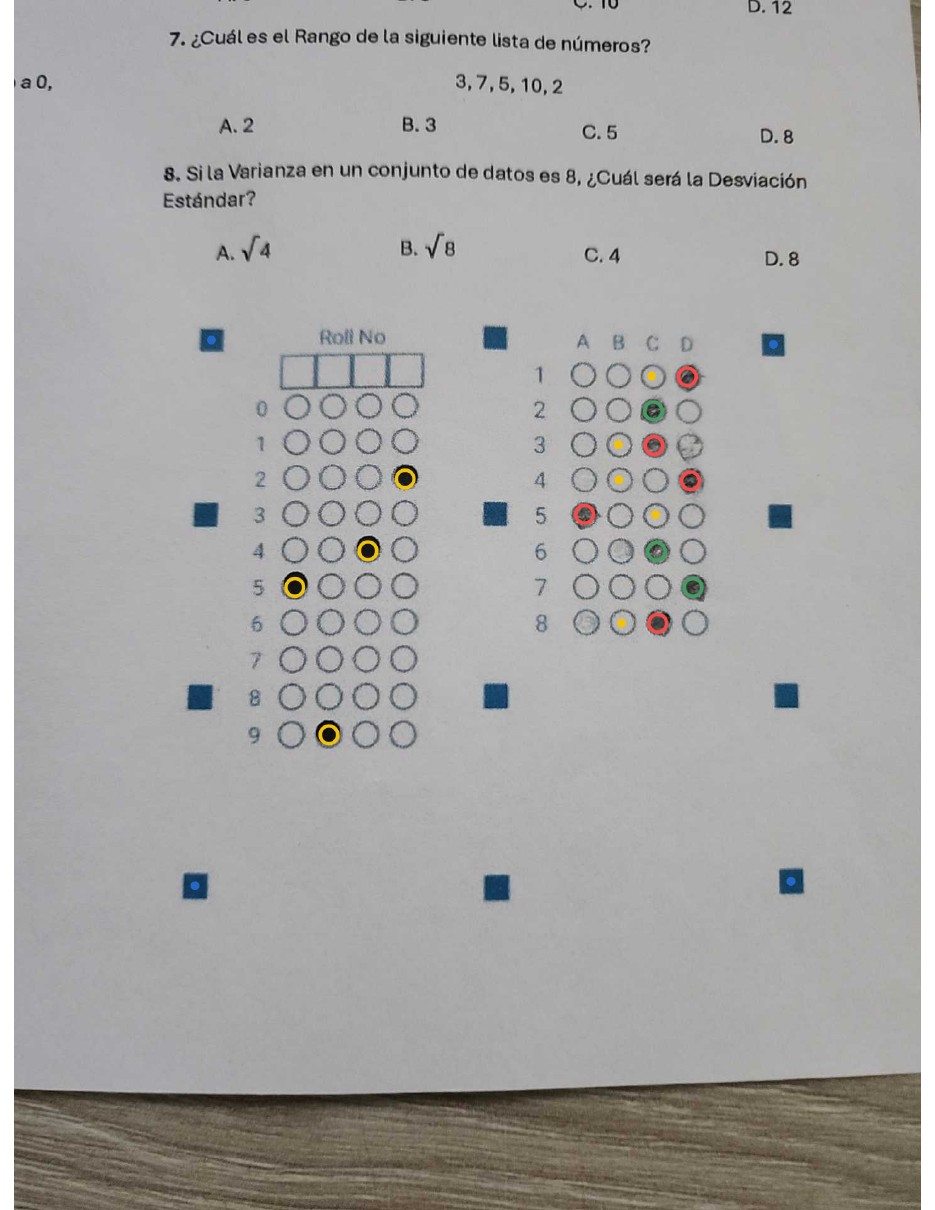 C. 10 D. 12
7. ¿Cuál es el Rango de la siguiente lista de números?
a 0,
3, 7, 5, 10, 2
A. 2 B. 3 C. 5 D. 8
8. Si la Varianza en un conjunto de datos es 8, ¿Cuál será la Desviación
Estándar?
A. √4 B. √8 C. 4 D. 8
Roll No
0
1
2
3
4
5
6
7
8
9
A B C D
1
2
3
4
5
6
7
8